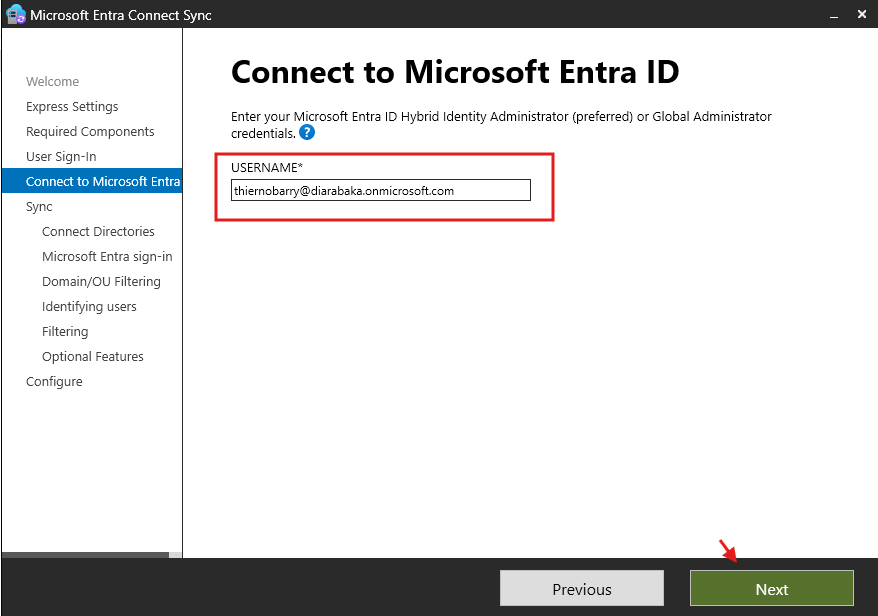 Microsoft Entra Connect Sync
Welcome
Express Settings
Required Components
User Sign-In
Connect to Microsoft Entra
Sync
Connect Directories
Microsoft Entra sign-in
Domain/OU Filtering
Identifying users
Filtering
Optional Features
Configure
Connect to Microsoft Entra ID
Enter your Microsoft Entra ID Hybrid Identity Administrator (preferred) or Global Administrator
credentials. ?
USERNAME*
thiernobarry@diarabaka.onmicrosoft.com
Previous
Next